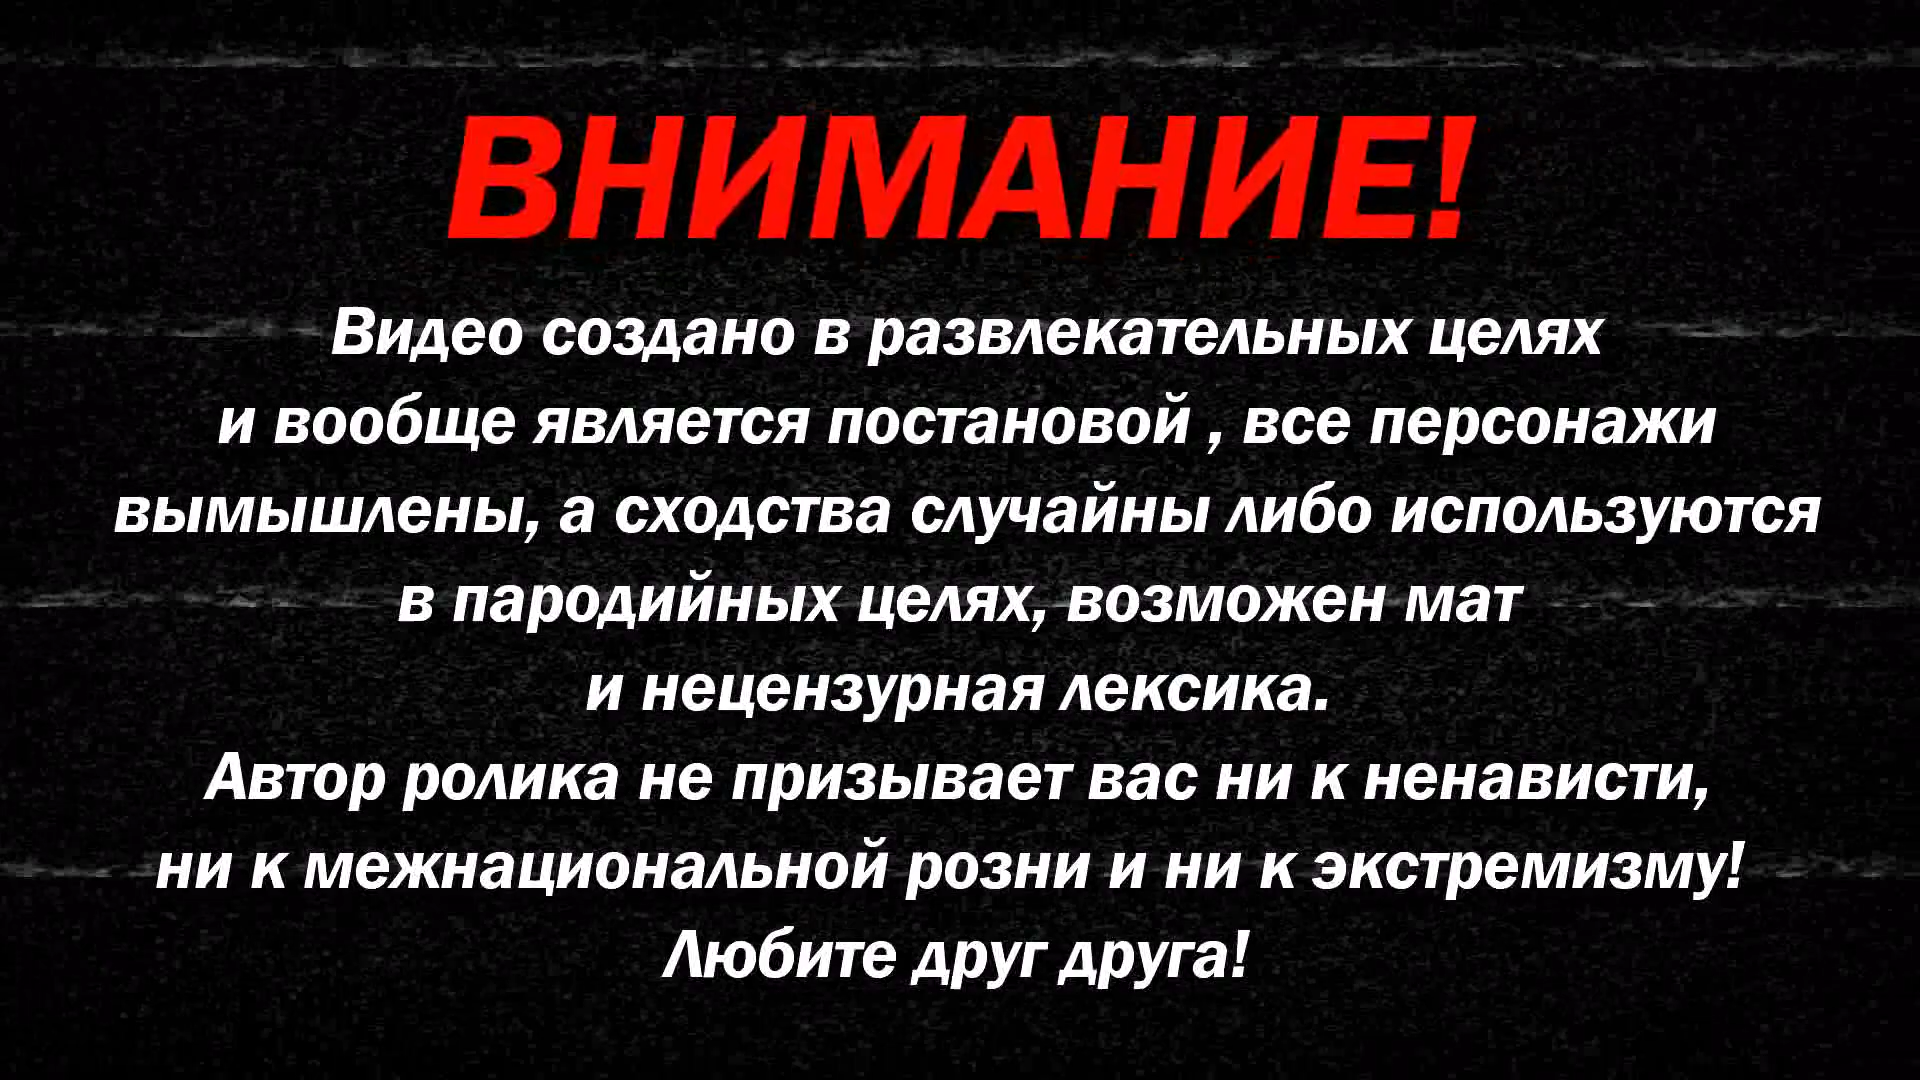 ВНИМАНИЕ!
Видео создано в развлекательных целях
и вообще является постановой , все персонажи
вымышлены, а сходства случайны либо используются
в пародийных целях, возможен мат
и нецензурная лексика.
Автор ролика не призывает вас ни к ненависти,
ни к межнациональной розни и ни к экстремизму!
Любите друг друга!